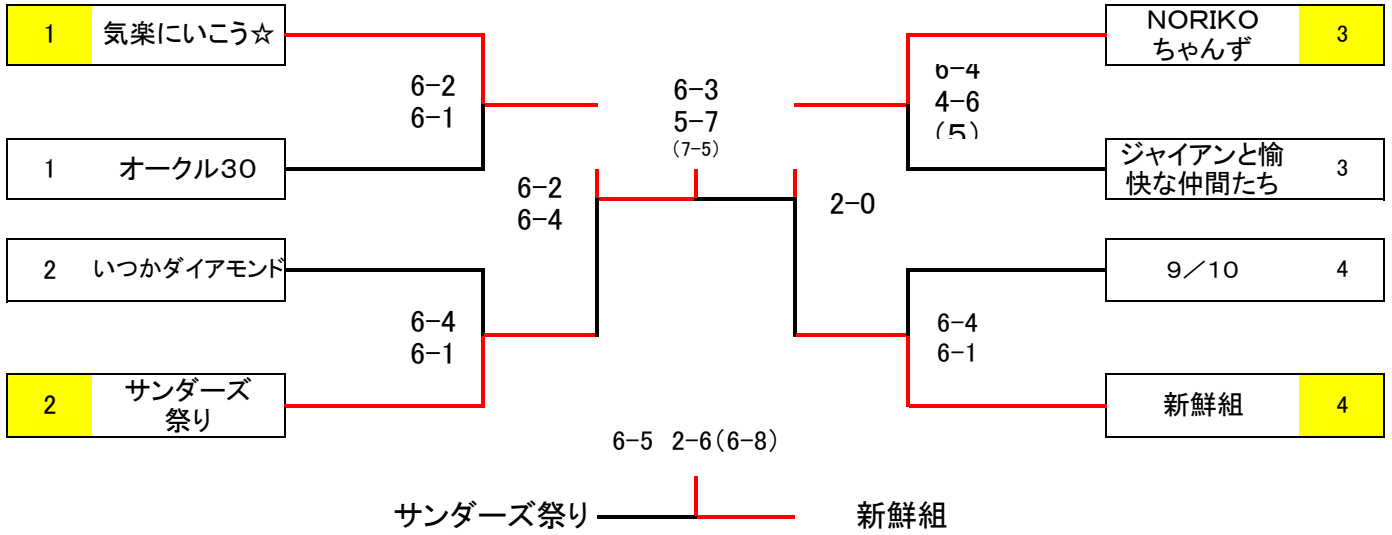 1 気楽にいこう☆
NORIKO
ちゃんず 3
6-2
6-1
6-3
5-7
(7-5)
6-4
4-6
(5)
1 オークル30
ジャイアンと愉
快な仲間たち 3
6-2
6-4
2-0
2 いつかダイアモンド
9/10 4
6-4
6-1
6-4
6-1
2 サンダーズ
祭り
新鮮組 4
6-5 2-6(6-8)
サンダーズ祭り 新鮮組